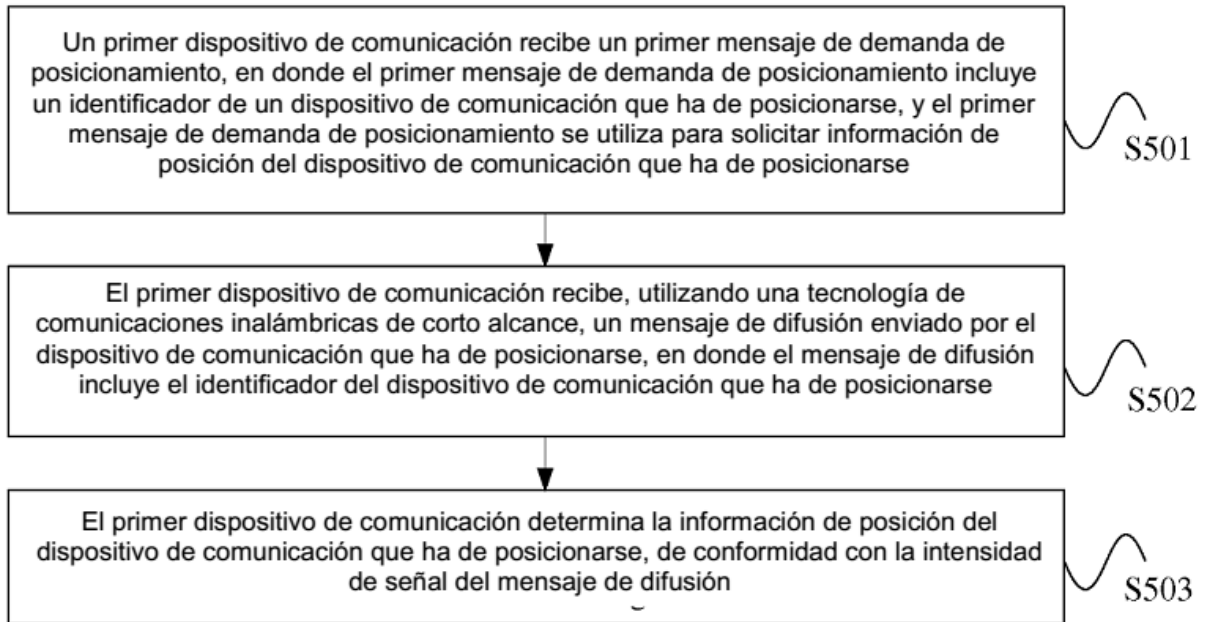 Un primer dispositivo de comunicación recibe un primer mensaje de demanda de
posicionamiento, en donde el primer mensaje de demanda de posicionamiento incluye
un identificador de un dispositivo de comunicación que ha de posicionarse, y el primer
mensaje de demanda de posicionamiento se utiliza para solicitar información de
posición del dispositivo de comunicación que ha de posicionarse
S501
El primer dispositivo de comunicación recibe, utilizando una tecnología de
comunicaciones inalámbricas de corto alcance, un mensaje de difusión enviado por el
dispositivo de comunicación que ha de posicionarse, en donde el mensaje de difusión
incluye el identificador del dispositivo de comunicación que ha de posicionarse
S502
El primer dispositivo de comunicación determina la información de posición del
dispositivo de comunicación que ha de posicionarse, de conformidad con la intensidad
de señal del mensaje de difusión
S503